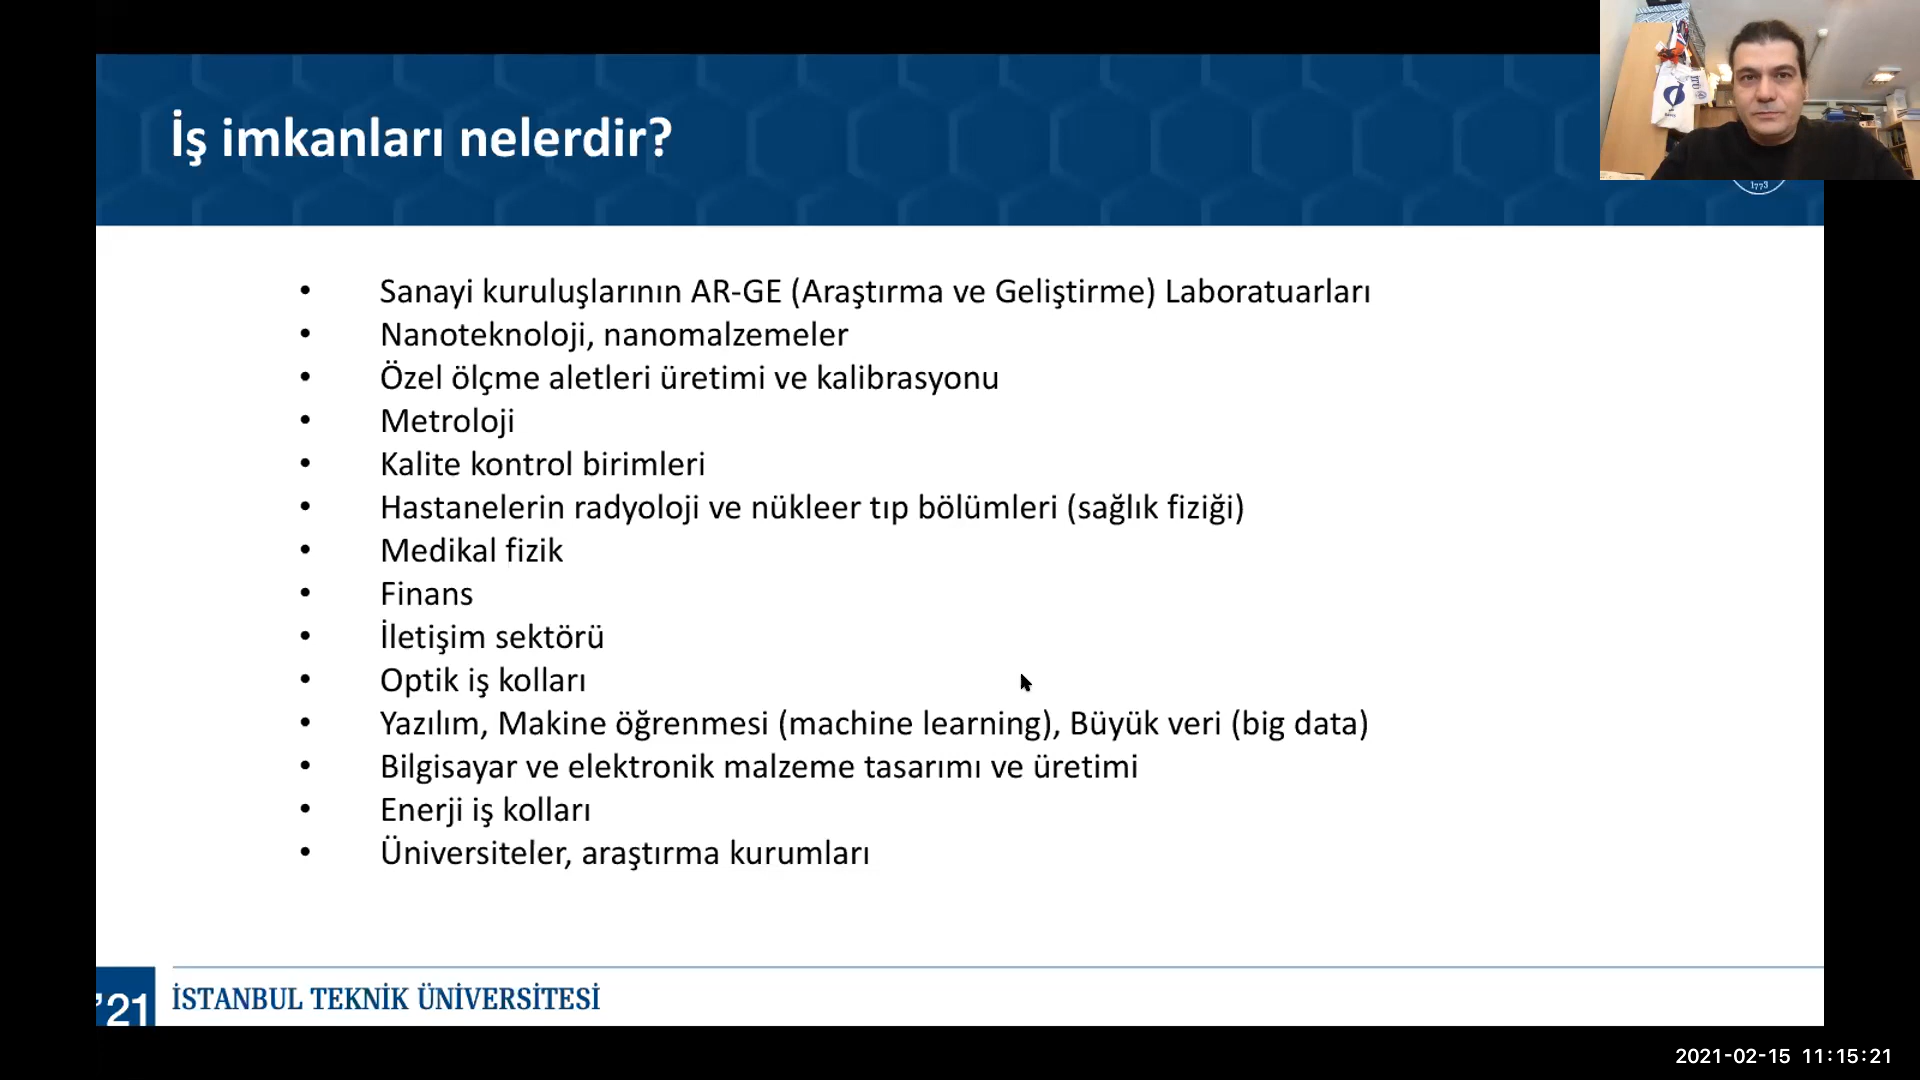 İş imkanları nelerdir?
1773
• Sanayi kuruluşlarının AR-GE (Araştırma ve Geliştirme) Laboratuarları
• Nanoteknoloji, nanomalzemeler
• Özel ölçme aletleri üretimi ve kalibrasyonu
• Metroloji
• Kalite kontrol birimleri
• Hastanelerin radyoloji ve nükleer tıp bölümleri (sağlık fiziği)
• Medikal fizik
• Finans
• İletişim sektörü
• Optik iş kolları
• Yazılım, Makine öğrenmesi (machine learning), Büyük veri (big data)
• Bilgisayar ve elektronik malzeme tasarımı ve üretimi
• Enerji iş kolları
• Üniversiteler, araştırma kurumları
'21 İSTANBUL TEKNİK ÜNİVERSİTESİ
2021-02-15 11:15:21